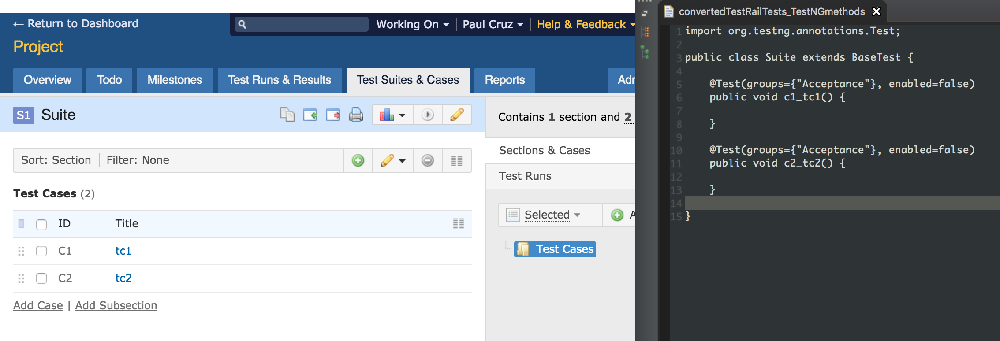 ← Return to Dashboard
Working On
Paul Cruz
Help & Feedback
Project
Overview
Todo
Milestones
Test Runs & Results
Test Suites & Cases
Reports
S1 Suite
Contains 1 section and 2
Sort: Section
Filter: None
Sections & Cases
Test Runs
Test Cases (2)
ID Title
C1 tc1
C2 tc2
Add Case | Add Subsection
Selected
Test Cases
convertedTestRailTests_TestNGmethods
1 import org.testng.annotations.Test;
2
3 public class Suite extends BaseTest {
4
5 @Test(groups={"Acceptance"}, enabled=false)
6 public void c1_tc1() {
7
8 }
9
10 @Test(groups={"Acceptance"}, enabled=false)
11 public void c2_tc2() {
12
13 }
14
15 }